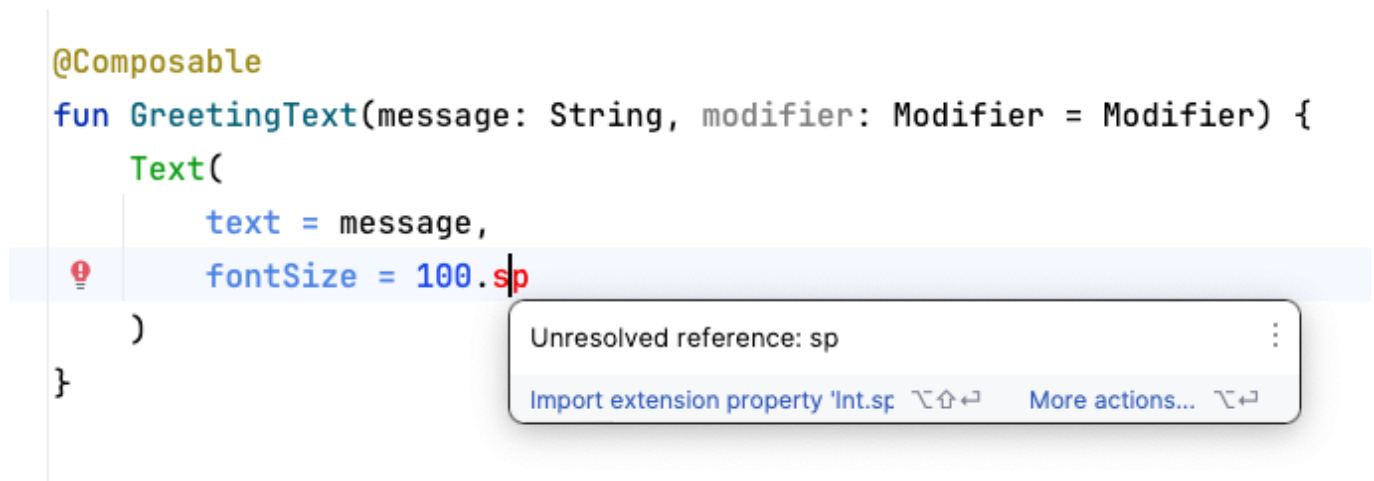 @Composable
fun GreetingText(message: String, modifier: Modifier = Modifier) {
Text(
text = message,
fontSize = 100.sp
)
Unresolved reference: sp
}
Import extension property 'Int.sp ⌥⇧⏎ More actions... ⌥⏎